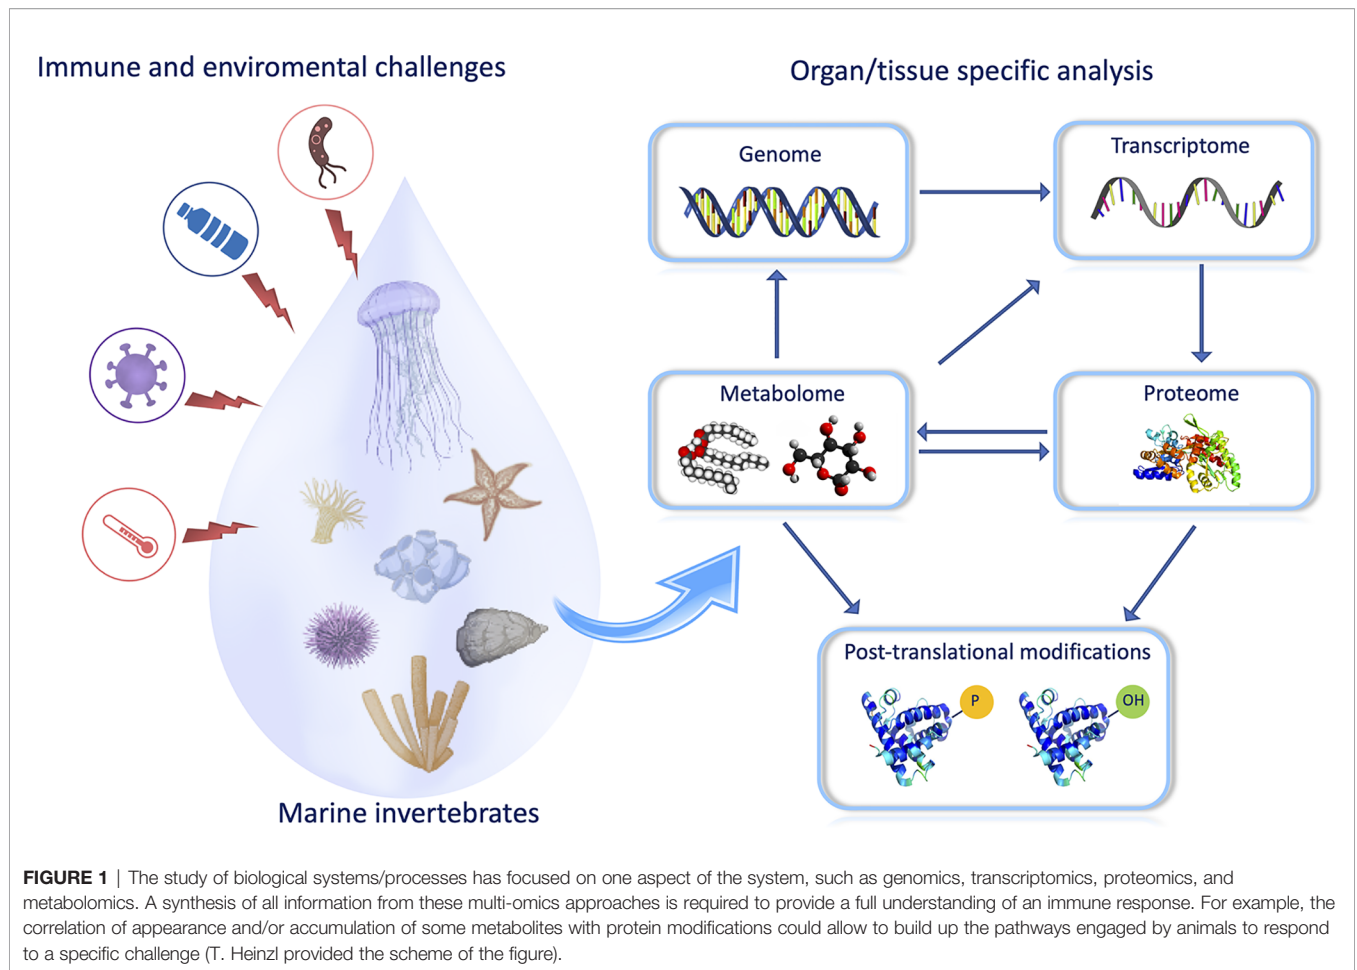 Immune and enviromental challenges
Organ/tissue specific analysis
Genome
Transcriptome
Metabolome
Proteome
Post-translational modifications
P
OH
Marine invertebrates
FIGURE 1 | The study of biological systems/processes has focused on one aspect of the system, such as genomics, transcriptomics, proteomics, and
metabolomics. A synthesis of all information from these multi-omics approaches is required to provide a full understanding of an immune response. For example, the
correlation of appearance and/or accumulation of some metabolites with protein modifications could allow to build up the pathways engaged by animals to respond
to a specific challenge (T. Heinzl provided the scheme of the figure).